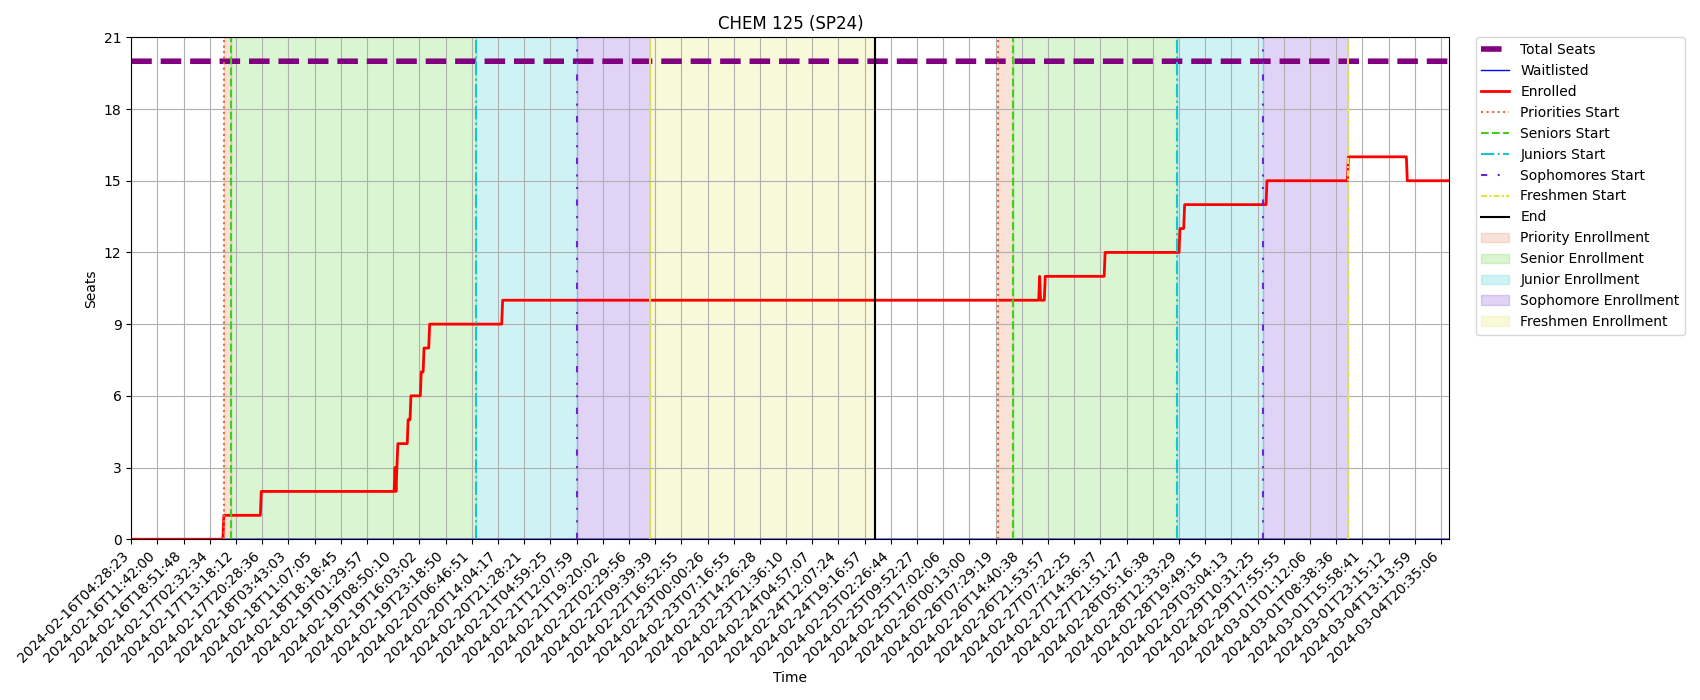 CHEM 125 (SP24)
21
18
15
12
9
6
3
0
Seats
2024-02-16T04:28:23
2024-02-16T11:42:00
2024-02-16T18:51:48
2024-02-17T02:32:34
2024-02-17T13:18:12
2024-02-17T20:28:36
2024-02-18T03:43:03
2024-02-18T11:07:05
2024-02-18T18:18:45
2024-02-19T01:29:57
2024-02-19T08:50:10
2024-02-19T16:03:02
2024-02-19T23:18:50
2024-02-20T06:46:51
2024-02-20T14:04:17
2024-02-20T21:28:21
2024-02-21T04:59:25
2024-02-21T12:07:59
2024-02-21T19:20:02
2024-02-22T02:29:56
2024-02-22T09:39:39
2024-02-22T16:52:55
2024-02-23T00:00:26
2024-02-23T07:16:55
2024-02-23T14:26:28
2024-02-23T21:36:10
2024-02-24T04:57:07
2024-02-24T12:07:24
2024-02-24T19:16:57
2024-02-25T02:26:44
2024-02-25T09:52:27
2024-02-25T17:02:06
2024-02-26T00:13:00
2024-02-26T07:29:19
2024-02-26T14:40:38
2024-02-26T21:53:57
2024-02-27T07:22:25
2024-02-27T14:36:37
2024-02-27T21:51:27
2024-02-28T05:16:38
2024-02-28T12:33:29
2024-02-28T19:49:15
2024-02-29T03:04:13
2024-02-29T10:31:25
2024-02-29T17:55:55
2024-03-01T01:12:06
2024-03-01T08:38:36
2024-03-01T15:58:41
2024-03-01T23:15:12
2024-03-04T13:13:59
2024-03-04T20:35:06
Time
Total Seats
Waitlisted
Enrolled
Priorities Start
Seniors Start
Juniors Start
Sophomores Start
Freshmen Start
End
Priority Enrollment
Senior Enrollment
Junior Enrollment
Sophomore Enrollment
Freshmen Enrollment